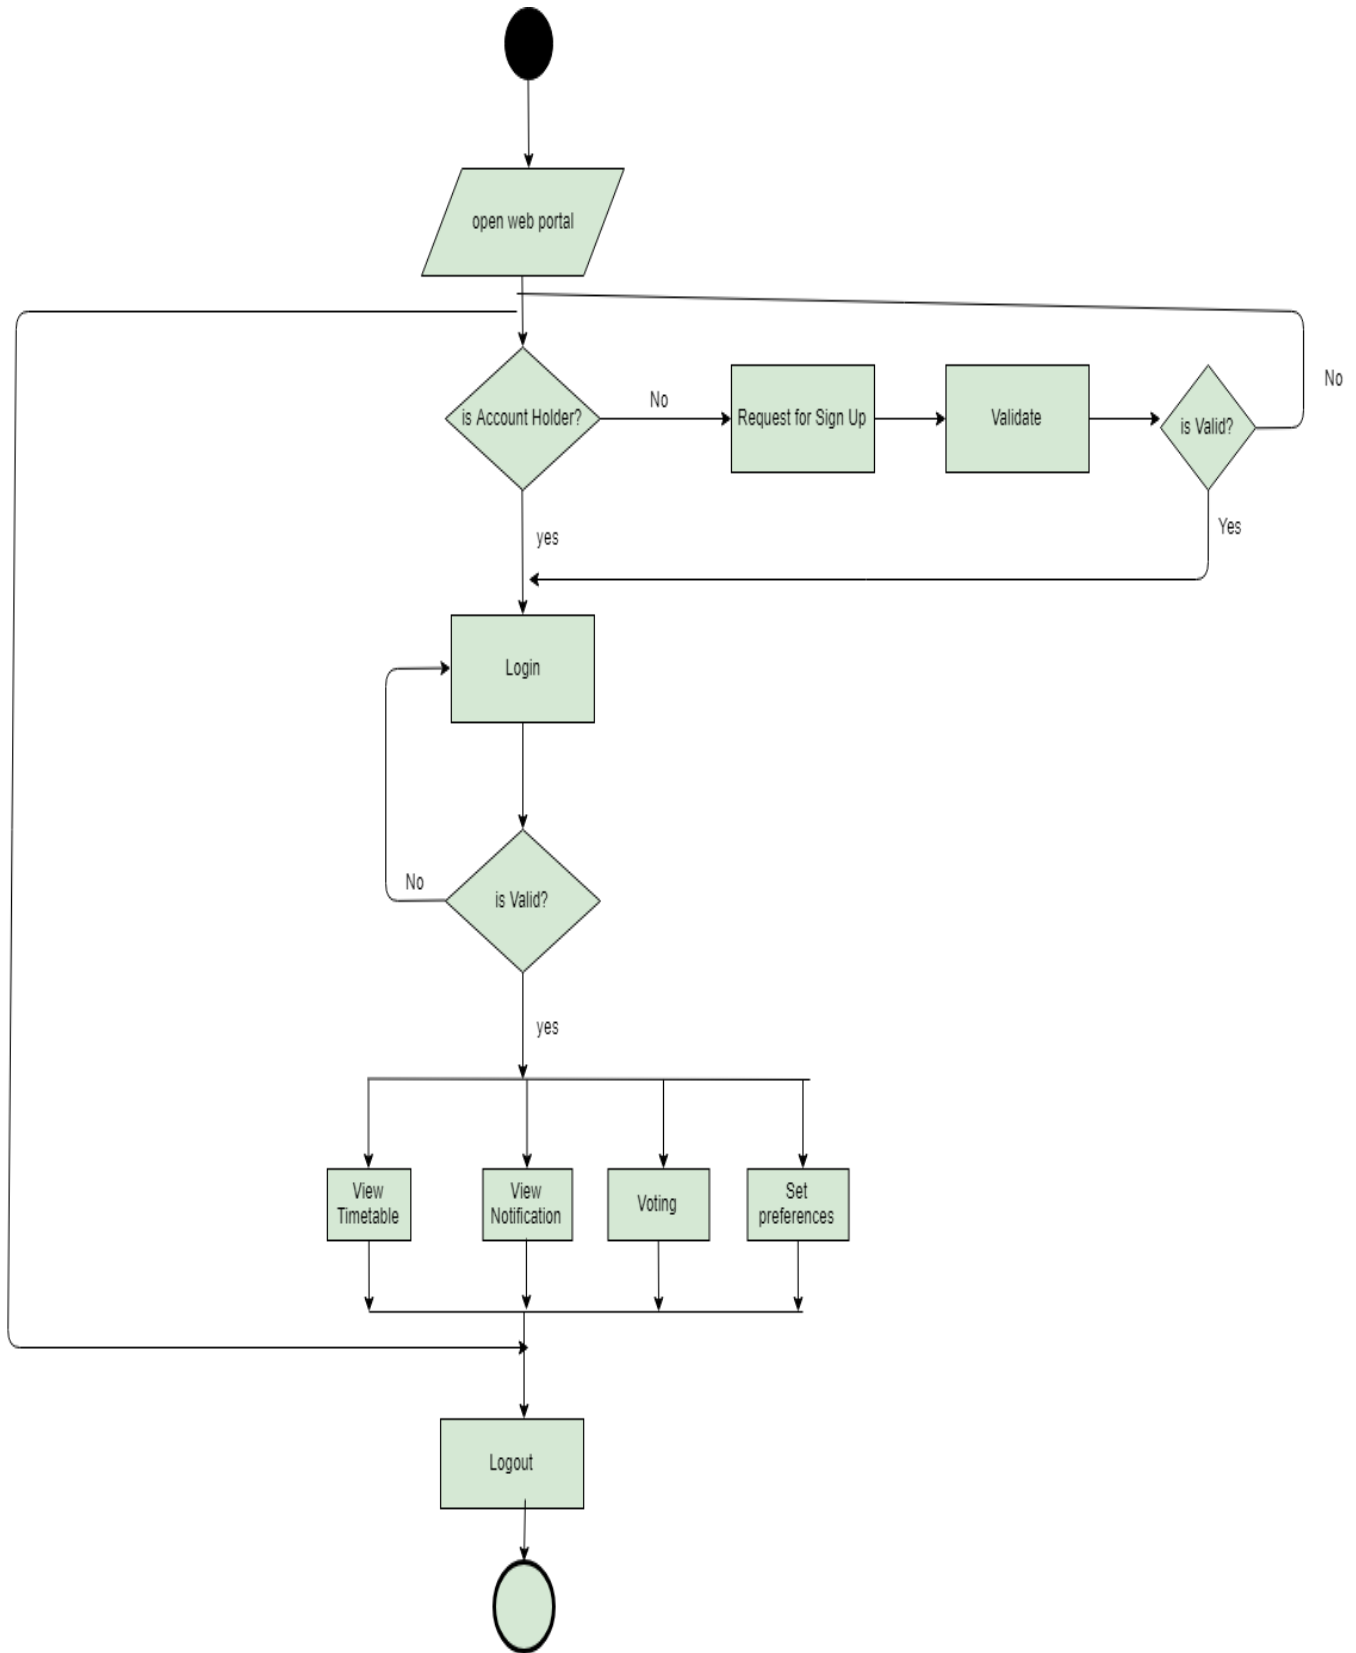 open web portal
No
is Account Holder?
No
Request for Sign Up
Validate
is Valid?
yes
Yes
Login
No
is Valid?
yes
View
Timetable
View
Notification
Voting
Set
preferences
Logout